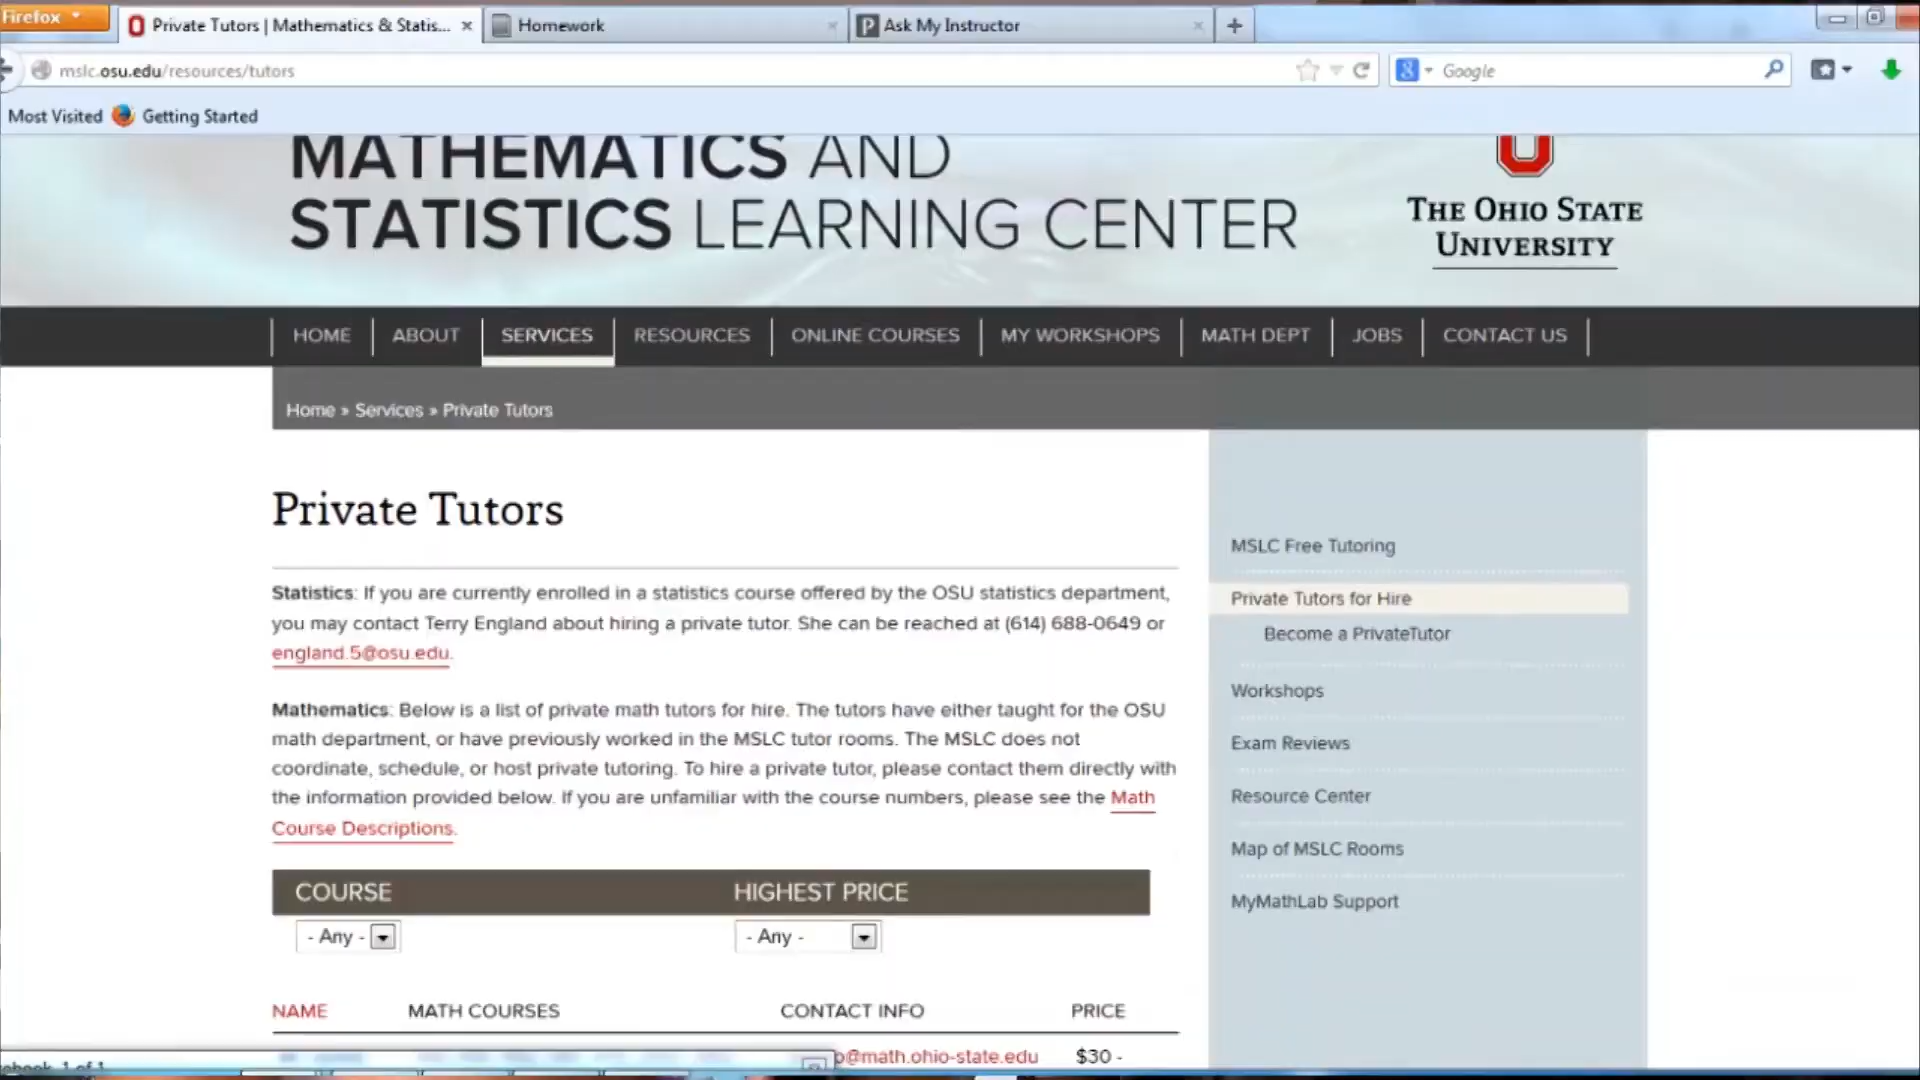 Firefox
Private Tutors | Mathematics & Statis...
Homework
Ask My Instructor
mslc.osu.edu/resources/tutors
Google
Most Visited
Getting Started
MATHEMATICS AND
STATISTICS LEARNING CENTER
THE OHIO STATE
UNIVERSITY
HOME
ABOUT
SERVICES
RESOURCES
ONLINE COURSES
MY WORKSHOPS
MATH DEPT
JOBS
CONTACT US
Home » Services » Private Tutors
Private Tutors
Statistics: If you are currently enrolled in a statistics course offered by the OSU statistics department,
you may contact Terry England about hiring a private tutor. She can be reached at (614) 688-0649 or
england.5@osu.edu.
Mathematics: Below is a list of private math tutors for hire. The tutors have either taught for the OSU
math department, or have previously worked in the MSLC tutor rooms. The MSLC does not
coordinate, schedule, or host private tutoring. To hire a private tutor, please contact them directly with
the information provided below. If you are unfamiliar with the course numbers, please see the Math
Course Descriptions.
COURSE
HIGHEST PRICE
- Any -
- Any -
NAME
MATH COURSES
CONTACT INFO
PRICE
@math.ohio-state.edu
$30 -
1 of 1
MSLC Free Tutoring
Private Tutors for Hire
Become a PrivateTutor
Workshops
Exam Reviews
Resource Center
Map of MSLC Rooms
MyMathLab Support